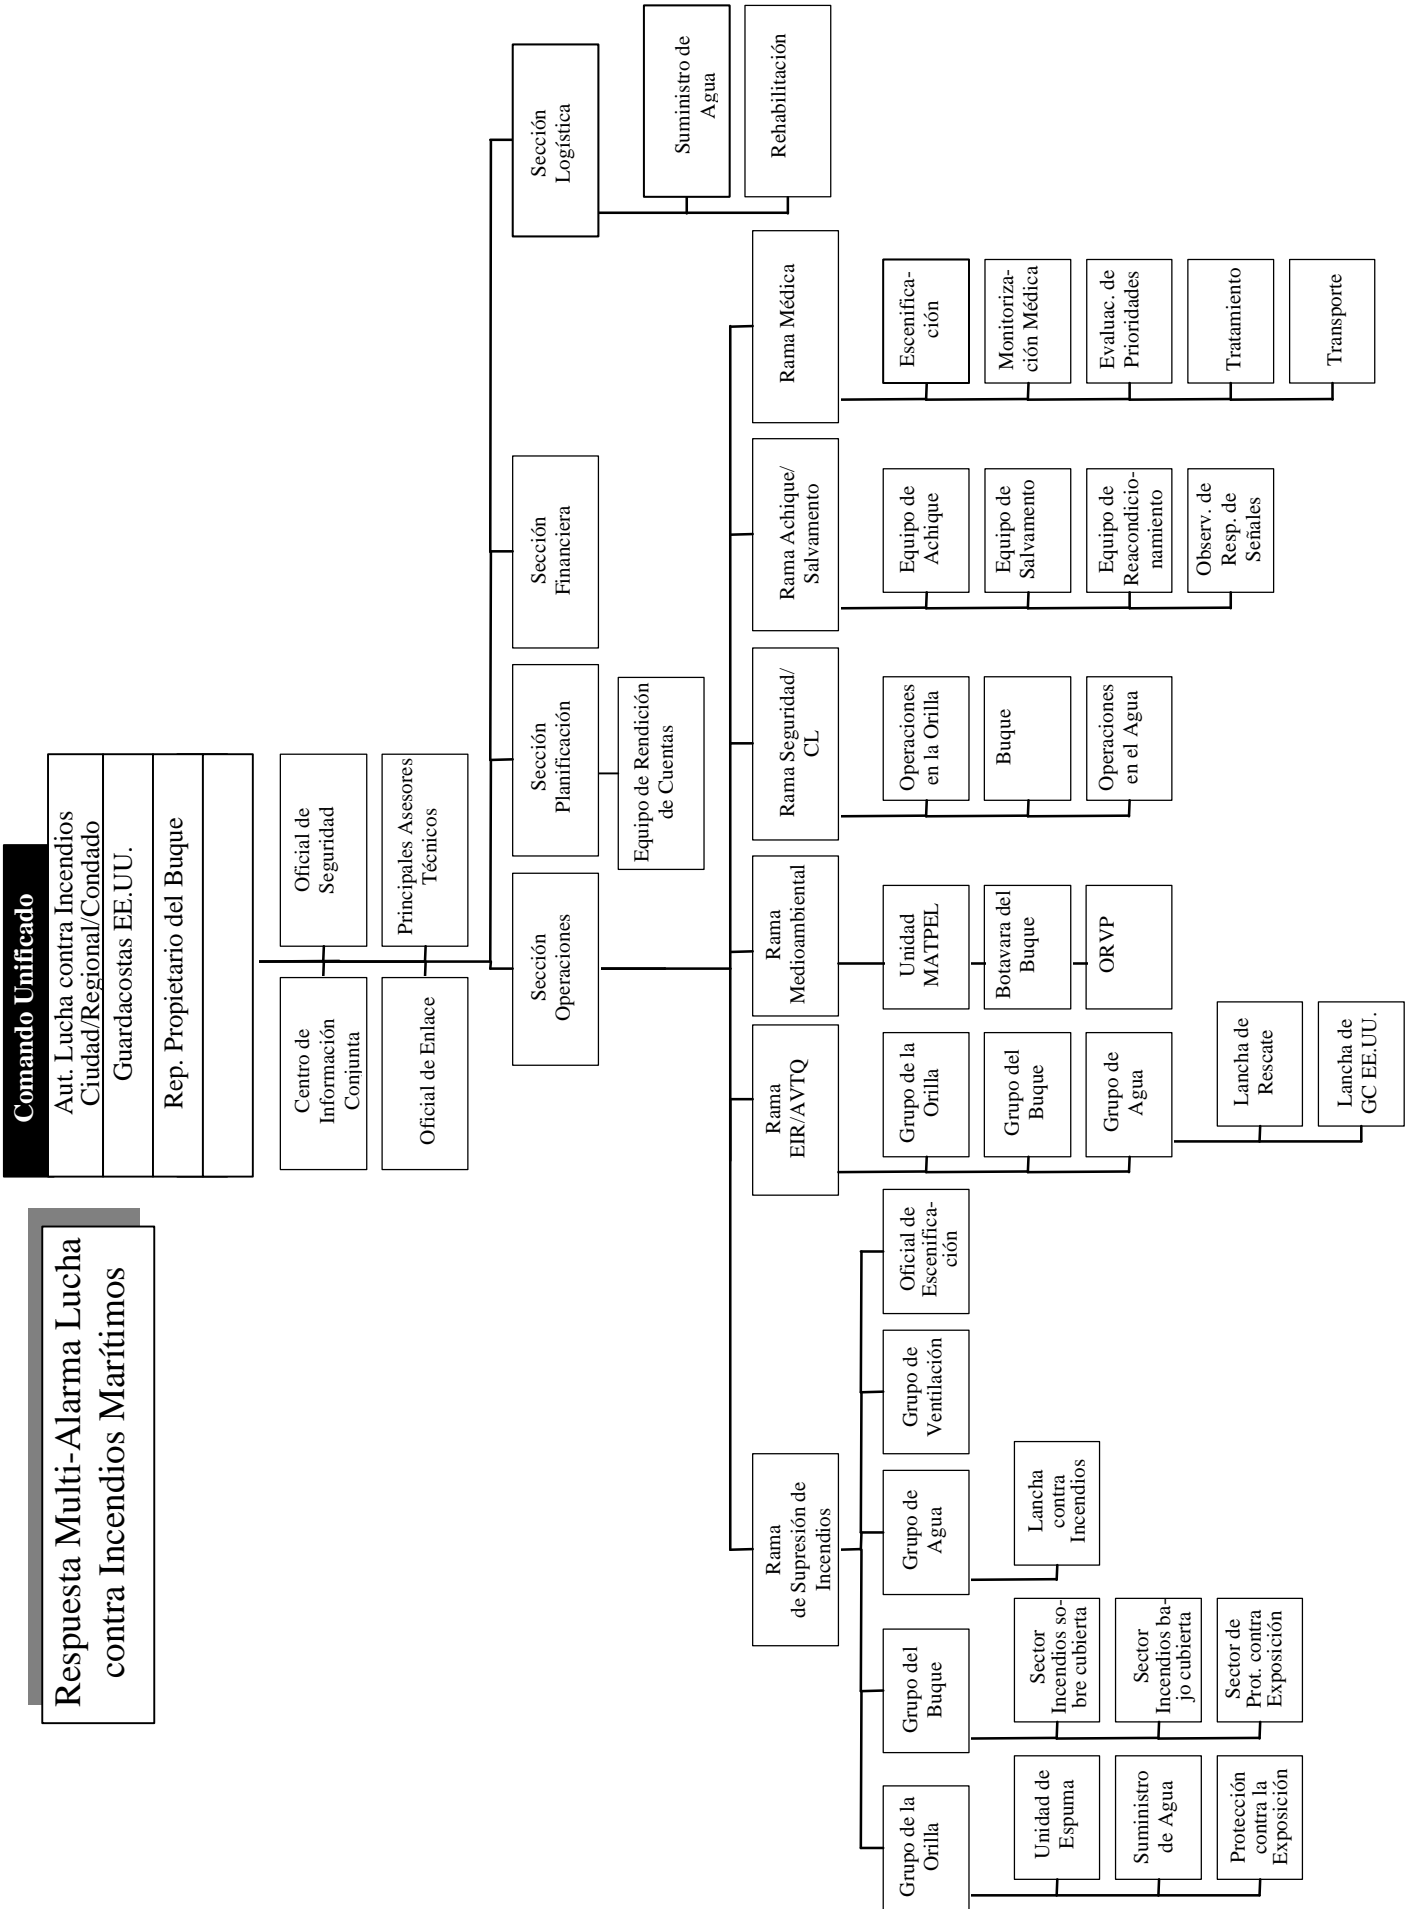 Respuesta Multi-Alarma Lucha
contra Incendios Marítimos
Comando Unificado
Aut. Lucha contra Incendios
Ciudad/Regional/Condado
Guardacostas EE.UU.
Rep. Propietario del Buque
Centro de
Información
Conjunta
Oficial de
Seguridad
Oficial de Enlace
Principales Asesores
Técnicos
Sección
Operaciones
Sección
Planificación
Sección
Financiera
Sección
Logística
Equipo de Rendición
de Cuentas
Suministro de
Agua
Rehabilitación
Rama
de Supresión de
Incendios
Rama
EIR/AVTQ
Rama
Medioambiental
Rama Seguridad/
CL
Rama Achique/
Salvamento
Rama Médica
Grupo de la
Orilla
Grupo del
Buque
Grupo de
Agua
Grupo de
Ventilación
Oficial de
Escenifica-
ción
Unidad de
Espuma
Suministro
de Agua
Protección
contra la
Exposición
Sector
Incendios so-
bre cubierta
Sector
Incendios ba-
jo cubierta
Sector de
Prot. contra
Exposición
Lancha
contra
Incendios
Grupo de la
Orilla
Grupo del
Buque
Grupo de
Agua
Lancha de
Rescate
Lancha de
GC EE.UU.
Unidad
MATPEL
Botavara del
Buque
ORVP
Operaciones
en la Orilla
Buque
Operaciones
en el Agua
Equipo de
Achique
Equipo de
Salvamento
Equipo de
Reacondicio-
namiento
Observ. de
Resp. de
Señales
Escenifica-
ción
Monitoriza-
ción Médica
Evaluac. de
Prioridades
Tratamiento
Transporte